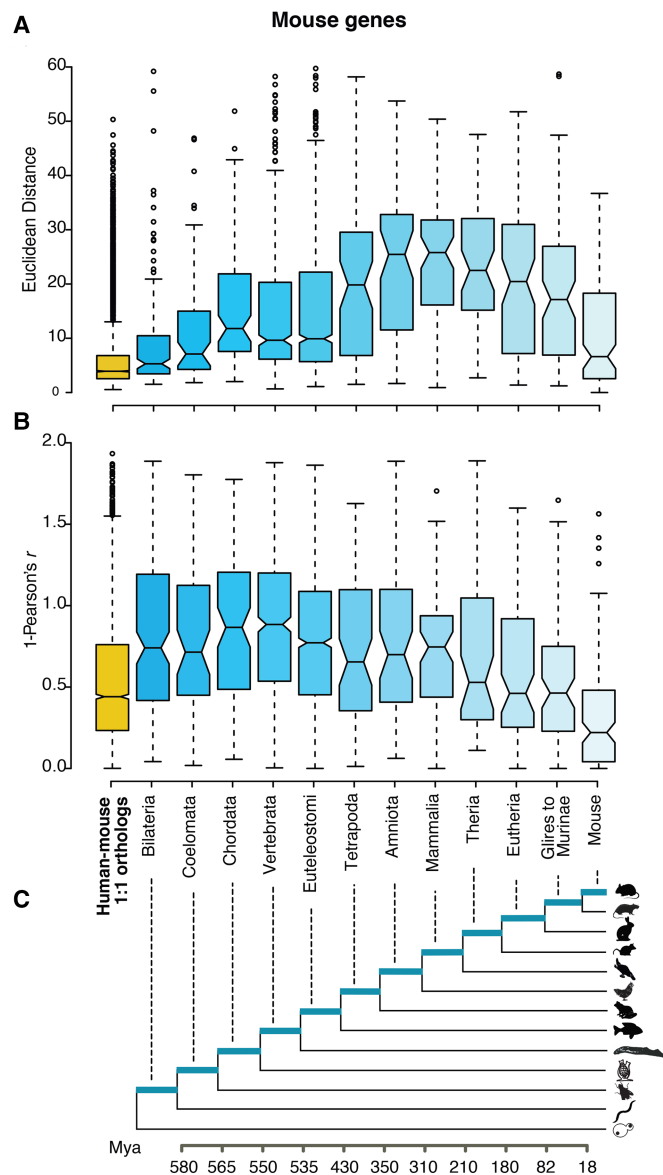 Mouse genes
A
Euclidean Distance
60
50
40
30
20
10
0
B
1-Pearson's r
2.0
1.5
1.0
0.5
0.0
Human-mouse
1:1 orthologs
Bilateria
Coelomata
Chordata
Vertebrata
Euteleostomi
Tetrapoda
Amniota
Mammalia
Theria
Eutheria
Glires to
Murinae
Mouse
C
Mya
580 565 550 535 430 350 310 210 180 82 18